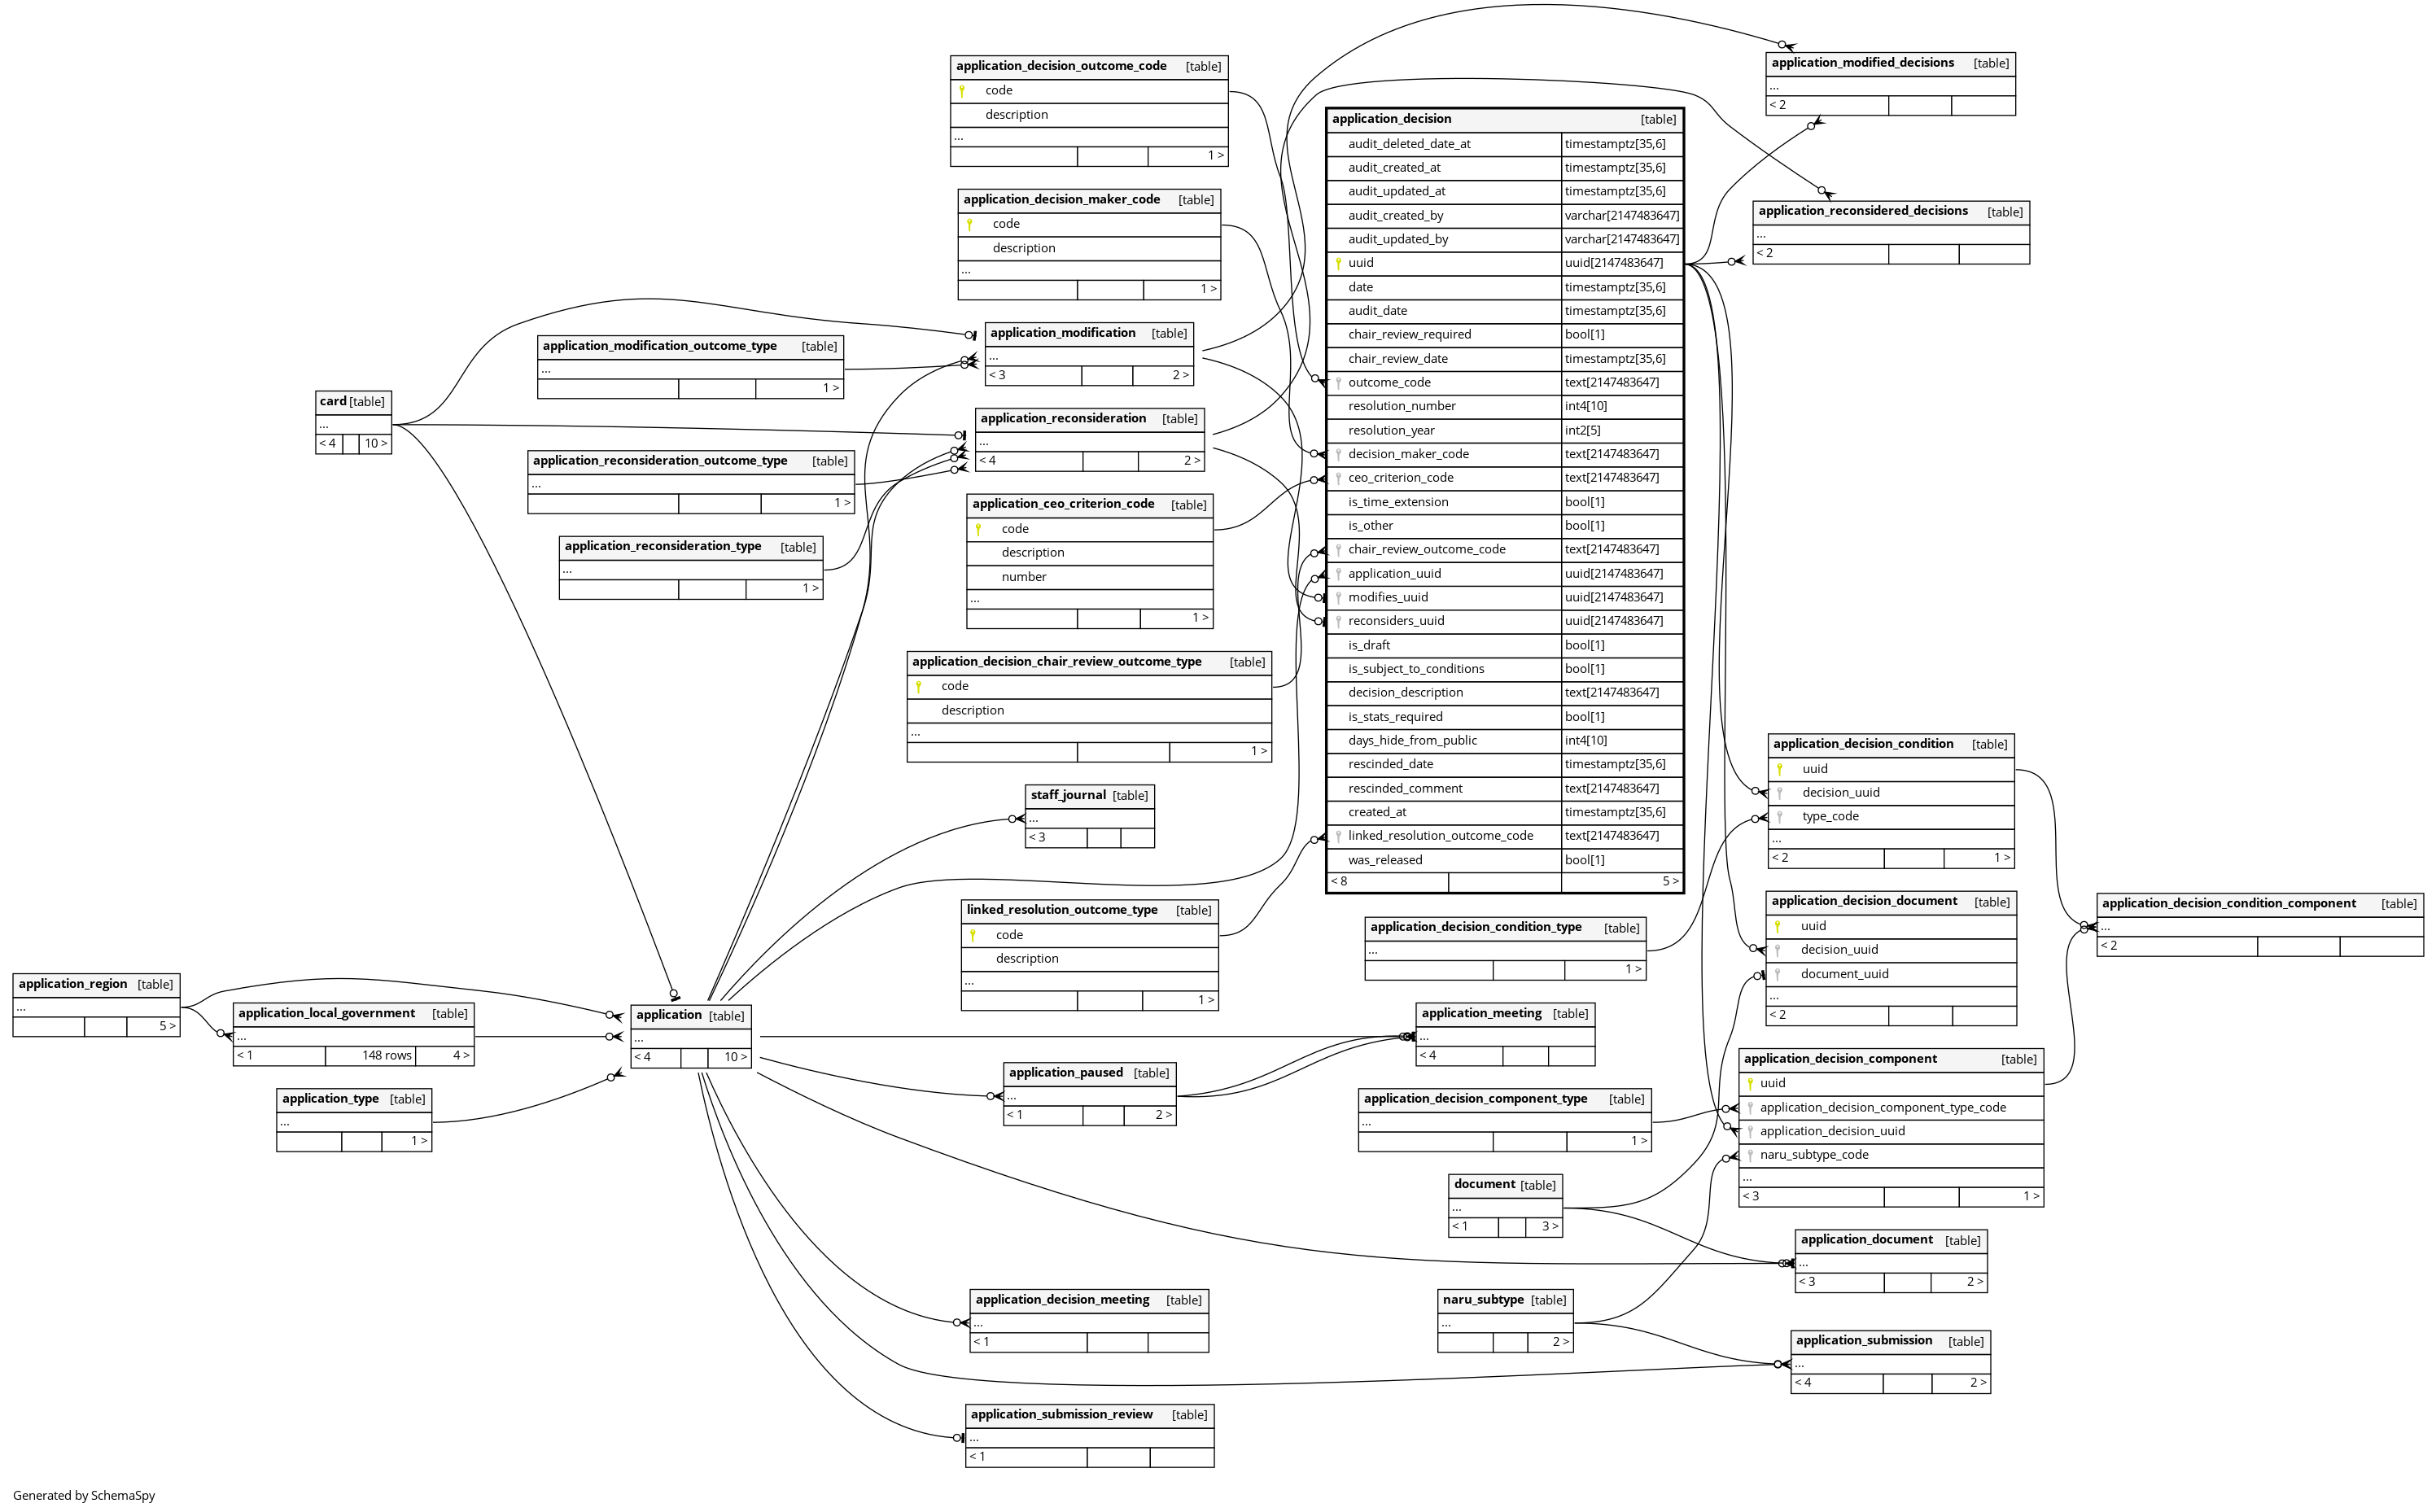 application_decision_outcome_code [table]
code
description
...
1 >
application_decision_maker_code [table]
code
description
...
1 >
application_modification [table]
...
< 3 2 >
application_modification_outcome_type [table]
...
1 >
card [table]
...
< 4 10 >
application_reconsideration [table]
...
< 4 2 >
application_reconsideration_outcome_type [table]
...
1 >
application_reconsideration_type [table]
...
1 >
application_ceo_criterion_code [table]
code
description
number
...
1 >
application_decision_chair_review_outcome_type [table]
code
description
...
1 >
staff_journal [table]
...
< 3
linked_resolution_outcome_type [table]
code
description
...
1 >
application_region [table]
...
5 >
application_local_government [table]
...
< 1 148 rows 4 >
application_type [table]
...
1 >
application [table]
...
< 4 10 >
application_paused [table]
...
< 1 2 >
application_decision_meeting [table]
...
< 1
application_submission_review [table]
...
< 1
application_decision [table]
audit_deleted_date_at timestamptz[35,6]
audit_created_at timestamptz[35,6]
audit_updated_at timestamptz[35,6]
audit_created_by varchar[2147483647]
audit_updated_by varchar[2147483647]
uuid uuid[2147483647]
date timestamptz[35,6]
audit_date timestamptz[35,6]
chair_review_required bool[1]
chair_review_date timestamptz[35,6]
outcome_code text[2147483647]
resolution_number int4[10]
resolution_year int2[5]
decision_maker_code text[2147483647]
ceo_criterion_code text[2147483647]
is_time_extension bool[1]
is_other bool[1]
chair_review_outcome_code text[2147483647]
application_uuid uuid[2147483647]
modifies_uuid uuid[2147483647]
reconsiders_uuid uuid[2147483647]
is_draft bool[1]
is_subject_to_conditions bool[1]
decision_description text[2147483647]
is_stats_required bool[1]
days_hide_from_public int4[10]
rescinded_date timestamptz[35,6]
rescinded_comment text[2147483647]
created_at timestamptz[35,6]
linked_resolution_outcome_code text[2147483647]
was_released bool[1]
< 8 5 >
application_decision_condition_type [table]
...
1 >
application_meeting [table]
...
< 4
application_decision_component_type [table]
...
1 >
document [table]
...
< 1 3 >
naru_subtype [table]
...
2 >
application_modified_decisions [table]
...
< 2
application_reconsidered_decisions [table]
...
< 2
application_decision_condition [table]
uuid
decision_uuid
type_code
...
< 2 1 >
application_decision_document [table]
uuid
decision_uuid
document_uuid
...
< 2
application_decision_condition_component [table]
...
< 2
application_decision_component [table]
uuid
application_decision_component_type_code
application_decision_uuid
naru_subtype_code
...
< 3 1 >
application_document [table]
...
< 3 2 >
application_submission [table]
...
< 4 2 >
Generated by SchemaSpy